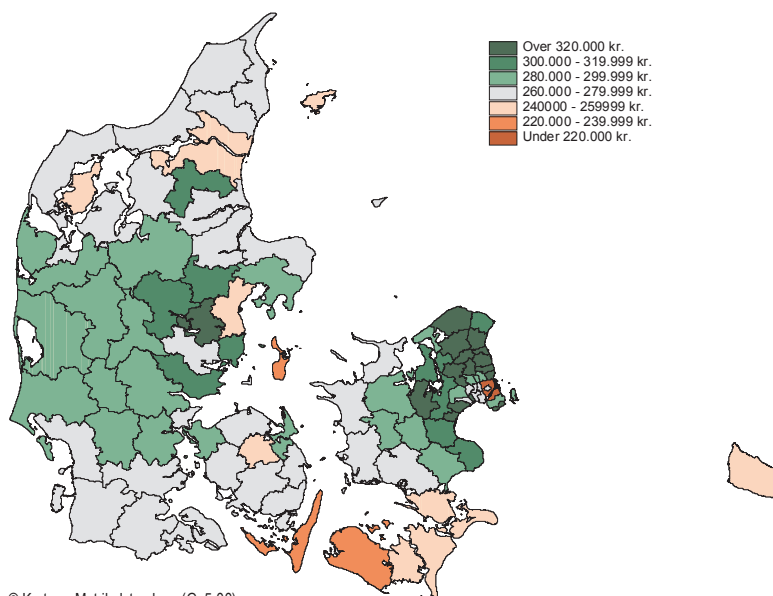 Over 320.000 kr.
300.000 - 319.999 kr.
280.000 - 299.999 kr.
260.000 - 279.999 kr.
240000 - 259999 kr.
220.000 - 239.999 kr.
Under 220.000 kr.
©